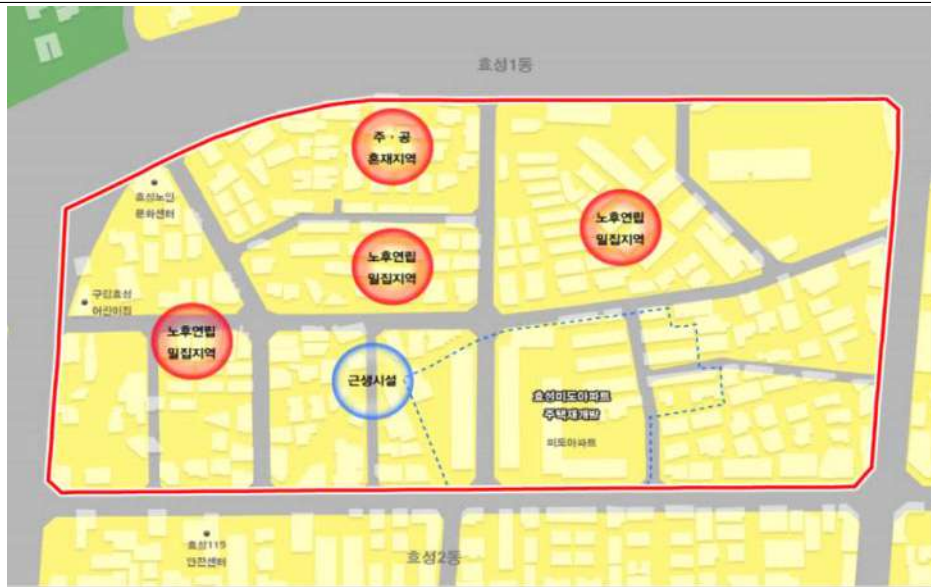 효성1동
주·공
혼재지역
효성노인
문화센터
노후연립
밀집지역
노후연립
밀집지역
구립효성
어린이집
노후연립
밀집지역
근생시설
효성미도아파트
주택재개발
미도아파트
효성119
안전센터
효성2동